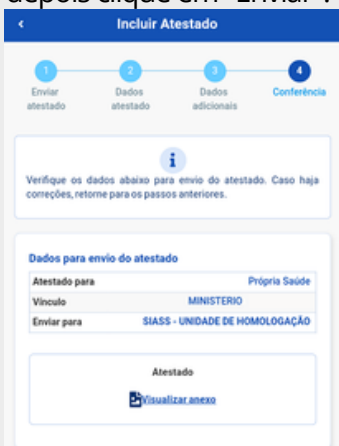 depois clique em "Enviar".
Incluir Atestado
1 2 3 4
Enviar atestado
Dados atestado
Dados adicionais
Conferência
i
Verifique os dados abaixo para envio do atestado. Caso haja
correções, retorne para os passos anteriores.
Dados para envio do atestado
Atestado para Própria Saúde
Vínculo MINISTERIO
Enviar para SIASS - UNIDADE DE HOMOLOGAÇÃO
Atestado
Visualizar anexo